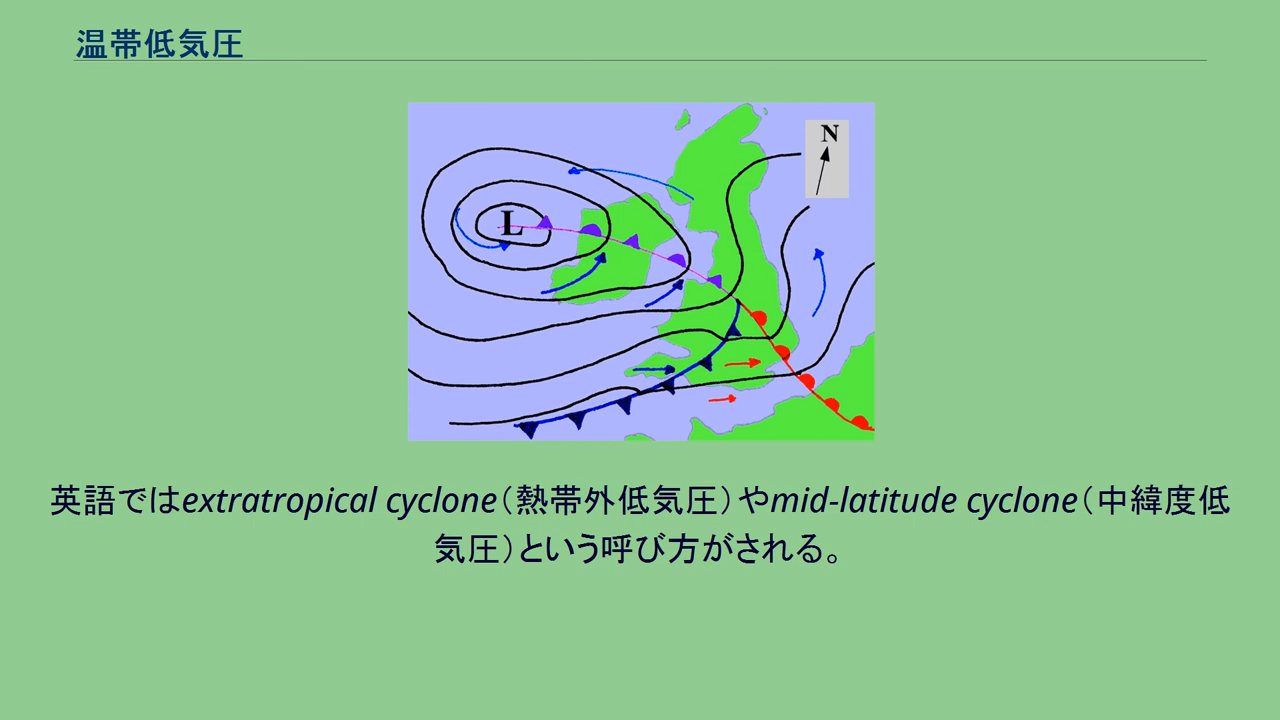 温帯低気圧
N
L
英語ではextratropical cyclone（熱帯外低気圧）やmid-latitude cyclone（中緯度低
気圧）という呼び方がされる。